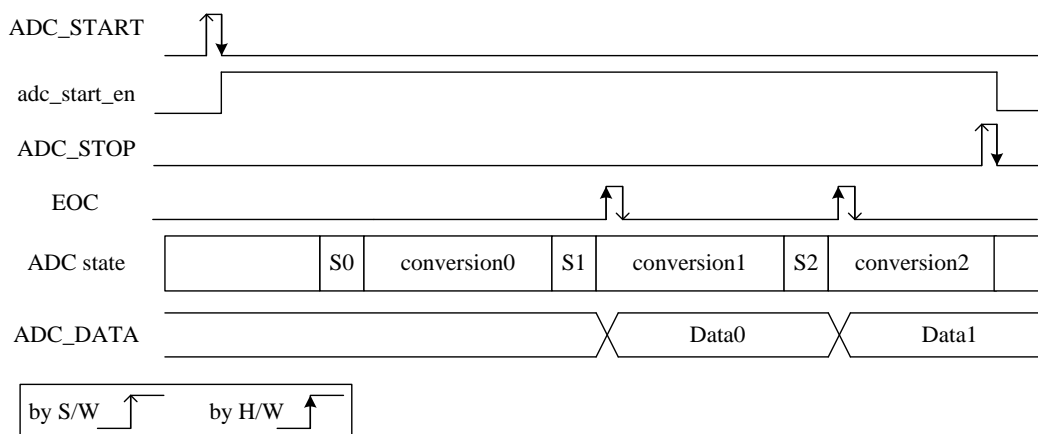 ADC_START
adc_start_en
ADC_STOP
EOC
ADC state S0 conversion0 S1 conversion1 S2 conversion2
ADC_DATA Data0 Data1
by S/W by H/W